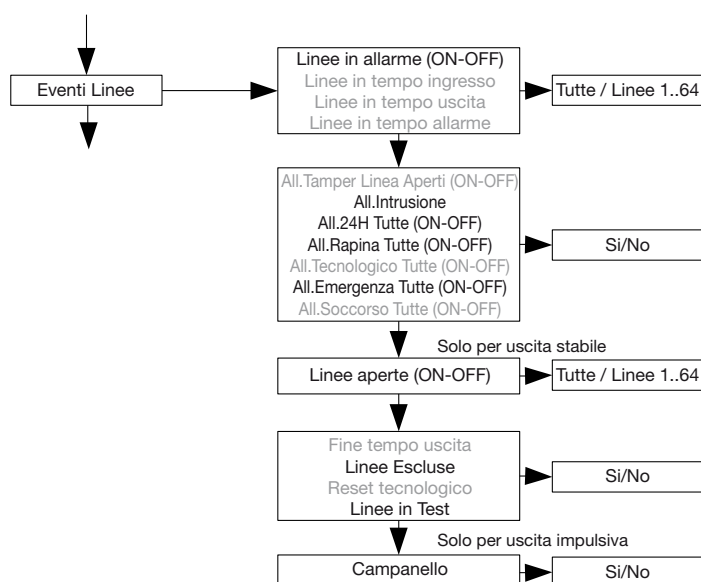 Eventi Linee
Linee in allarme (ON-OFF)
Linee in tempo ingresso
Linee in tempo uscita
Linee in tempo allarme
Tutte / Linee 1..64
All.Tamper Linea Aperti (ON-OFF)
All.Intrusione
All.24H Tutte (ON-OFF)
All.Rapina Tutte (ON-OFF)
All.Tecnologico Tutte (ON-OFF)
All.Emergenza Tutte (ON-OFF)
All.Soccorso Tutte (ON-OFF)
Si/No
Solo per uscita stabile
Linee aperte (ON-OFF)
Tutte / Linee 1..64
Fine tempo uscita
Linee Escluse
Reset tecnologico
Linee in Test
Si/No
Solo per uscita impulsiva
Campanello
Si/No